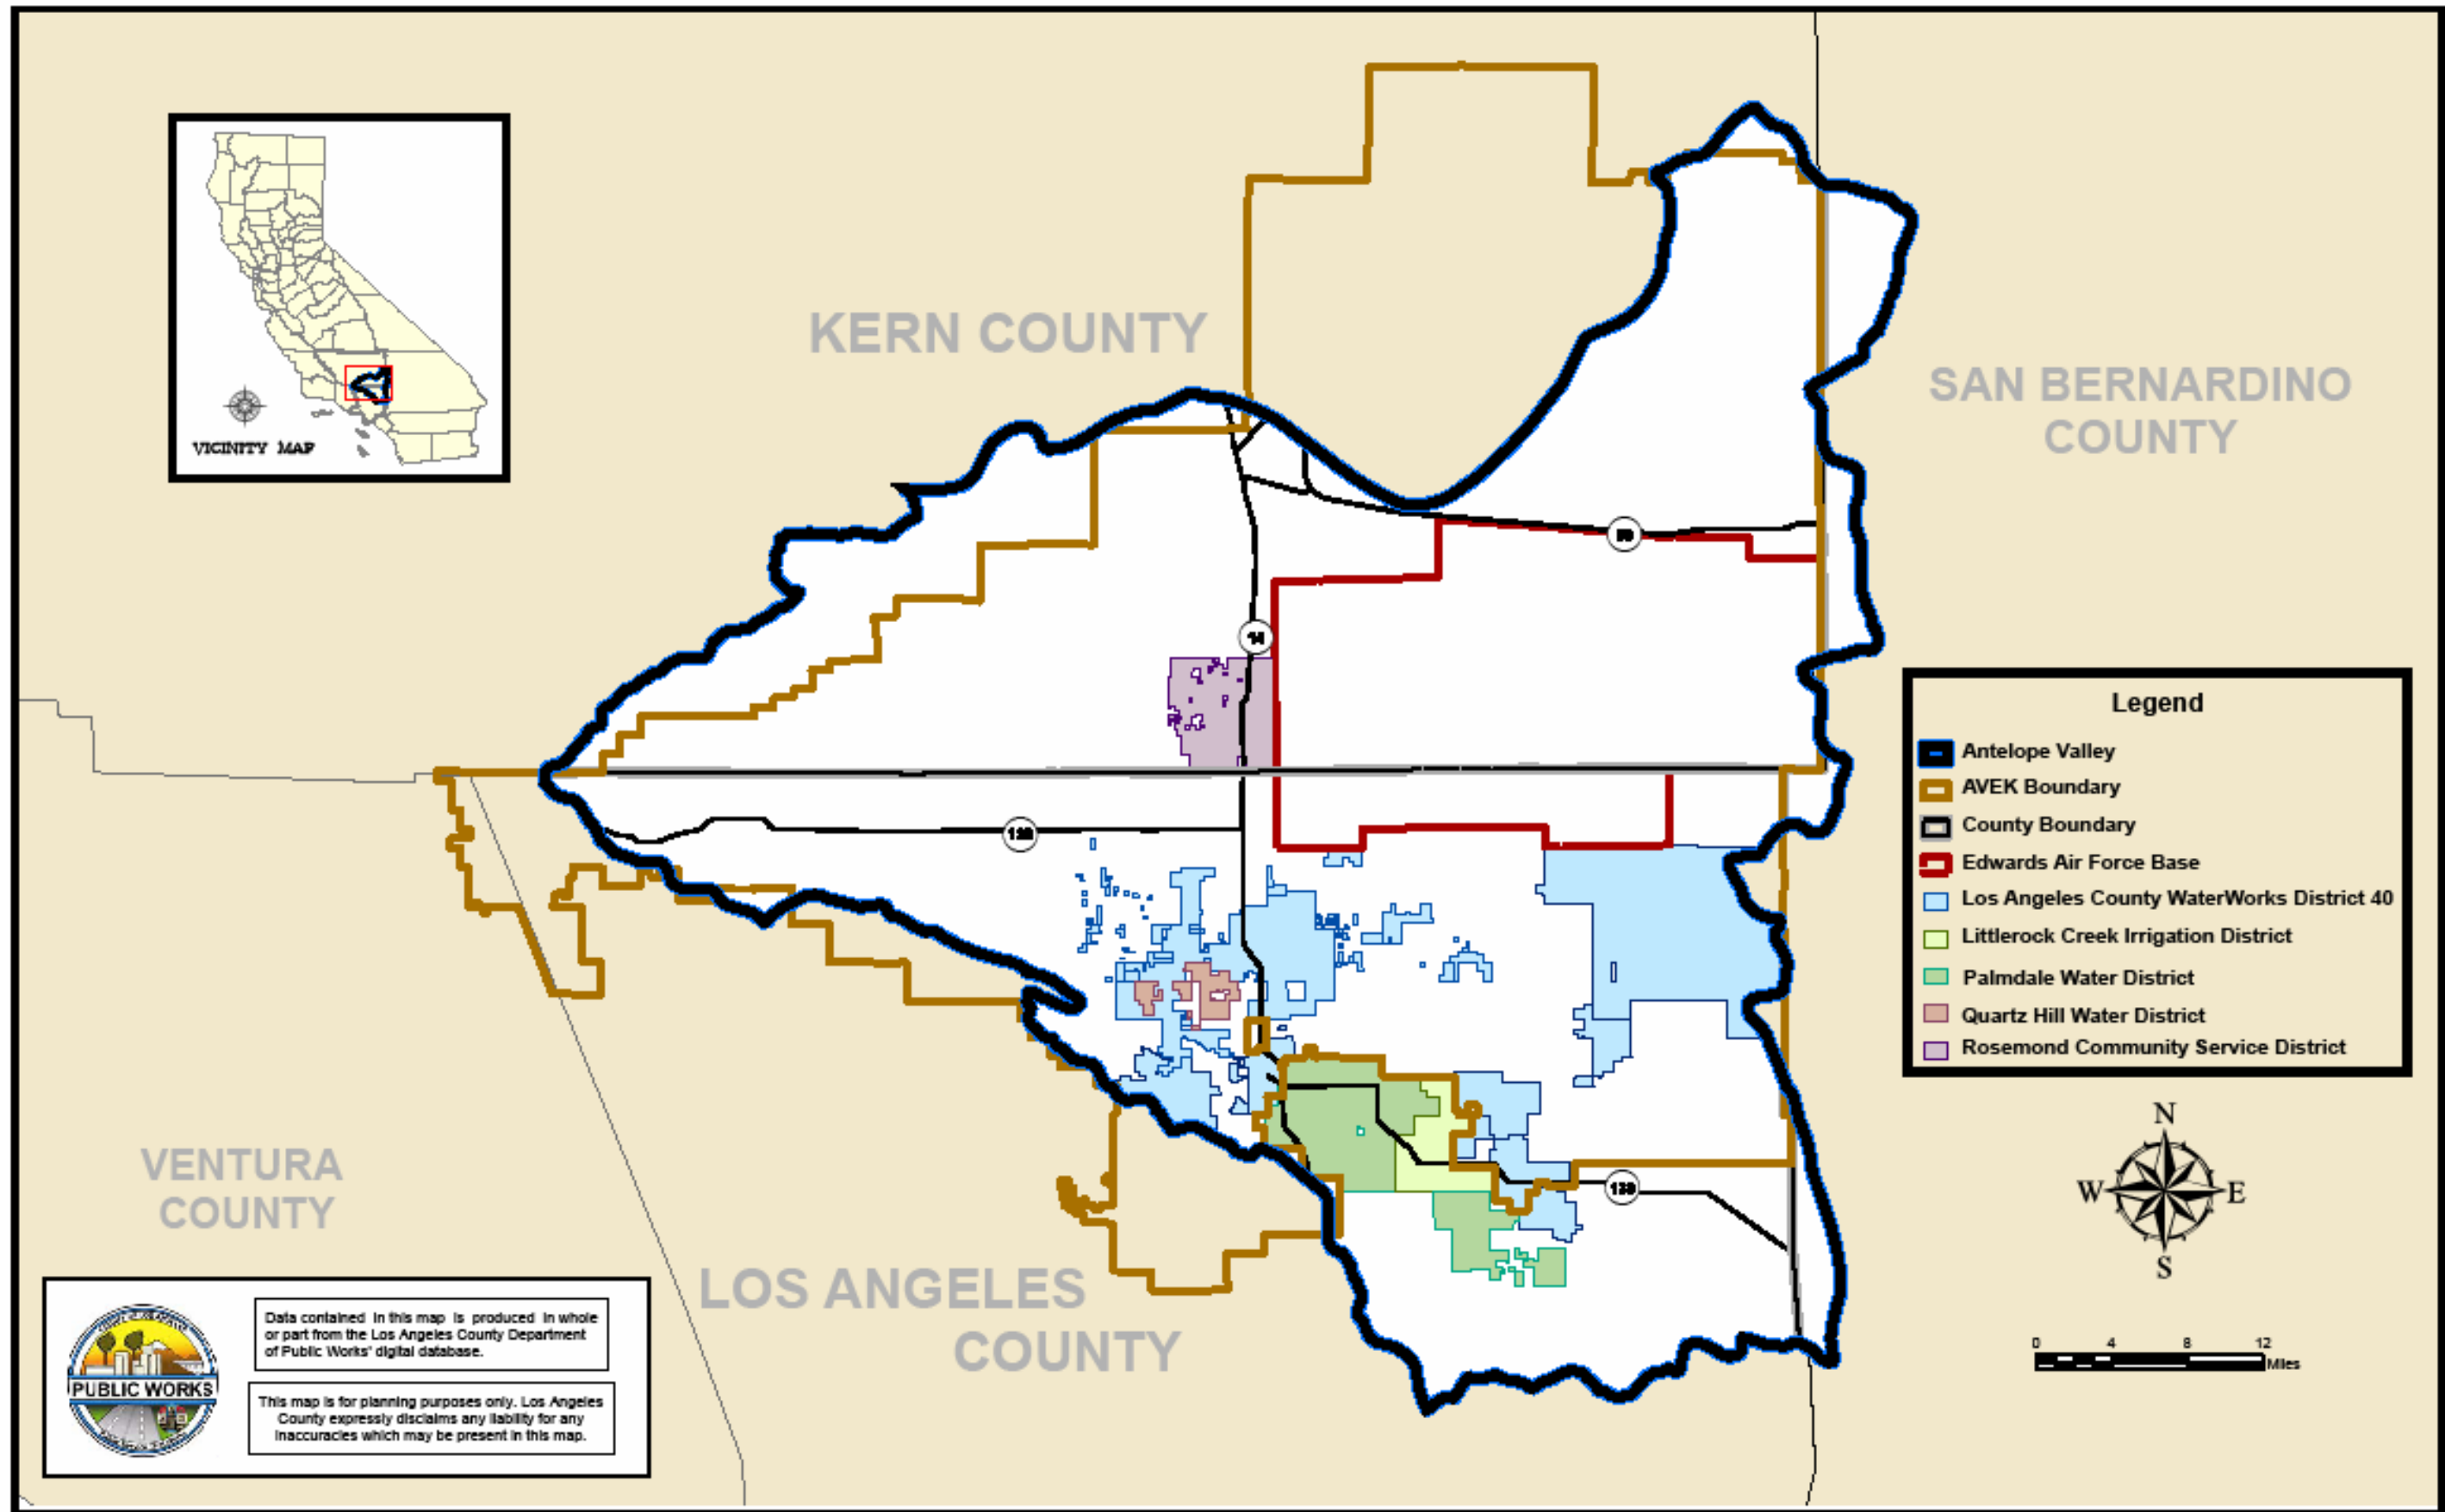 VICINITY MAP
KERN COUNTY
SAN BERNARDINO
COUNTY
14
138
138
Legend
Antelope Valley
AVEK Boundary
County Boundary
Edwards Air Force Base
Los Angeles County WaterWorks District 40
Littlerock Creek Irrigation District
Palmdale Water District
Quartz Hill Water District
Rosemond Community Service District
N
W
E
S
0 4 8 12
Miles
VENTURA
COUNTY
LOS ANGELES
COUNTY
PUBLIC WORKS
Data contained in this map is produced in whole
or part from the Los Angeles County Department
of Public Works' digital database.
This map is for planning purposes only. Los Angeles
County expressly disclaims any liability for any
inaccuracies which may be present in this map.